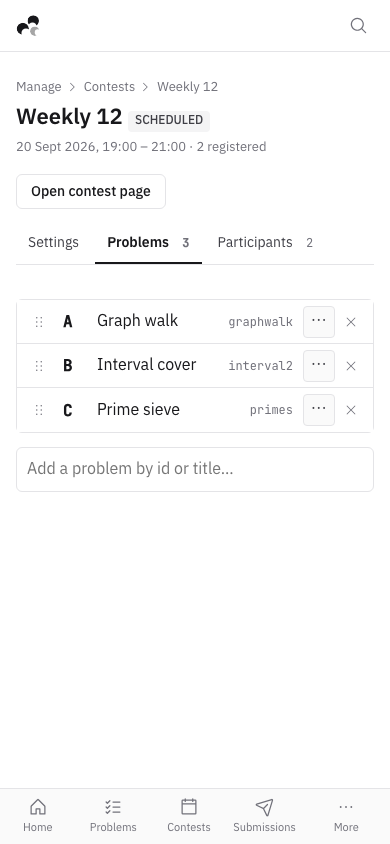 Manage > Contests > Weekly 12
Weekly 12 SCHEDULED
20 Sept 2026, 19:00 – 21:00 · 2 registered
Open contest page
Settings Problems 3 Participants 2
A Graph walk graphwalk ...
B Interval cover interval2 ...
C Prime sieve primes ...
Add a problem by id or title...
Home Problems Contests Submissions More